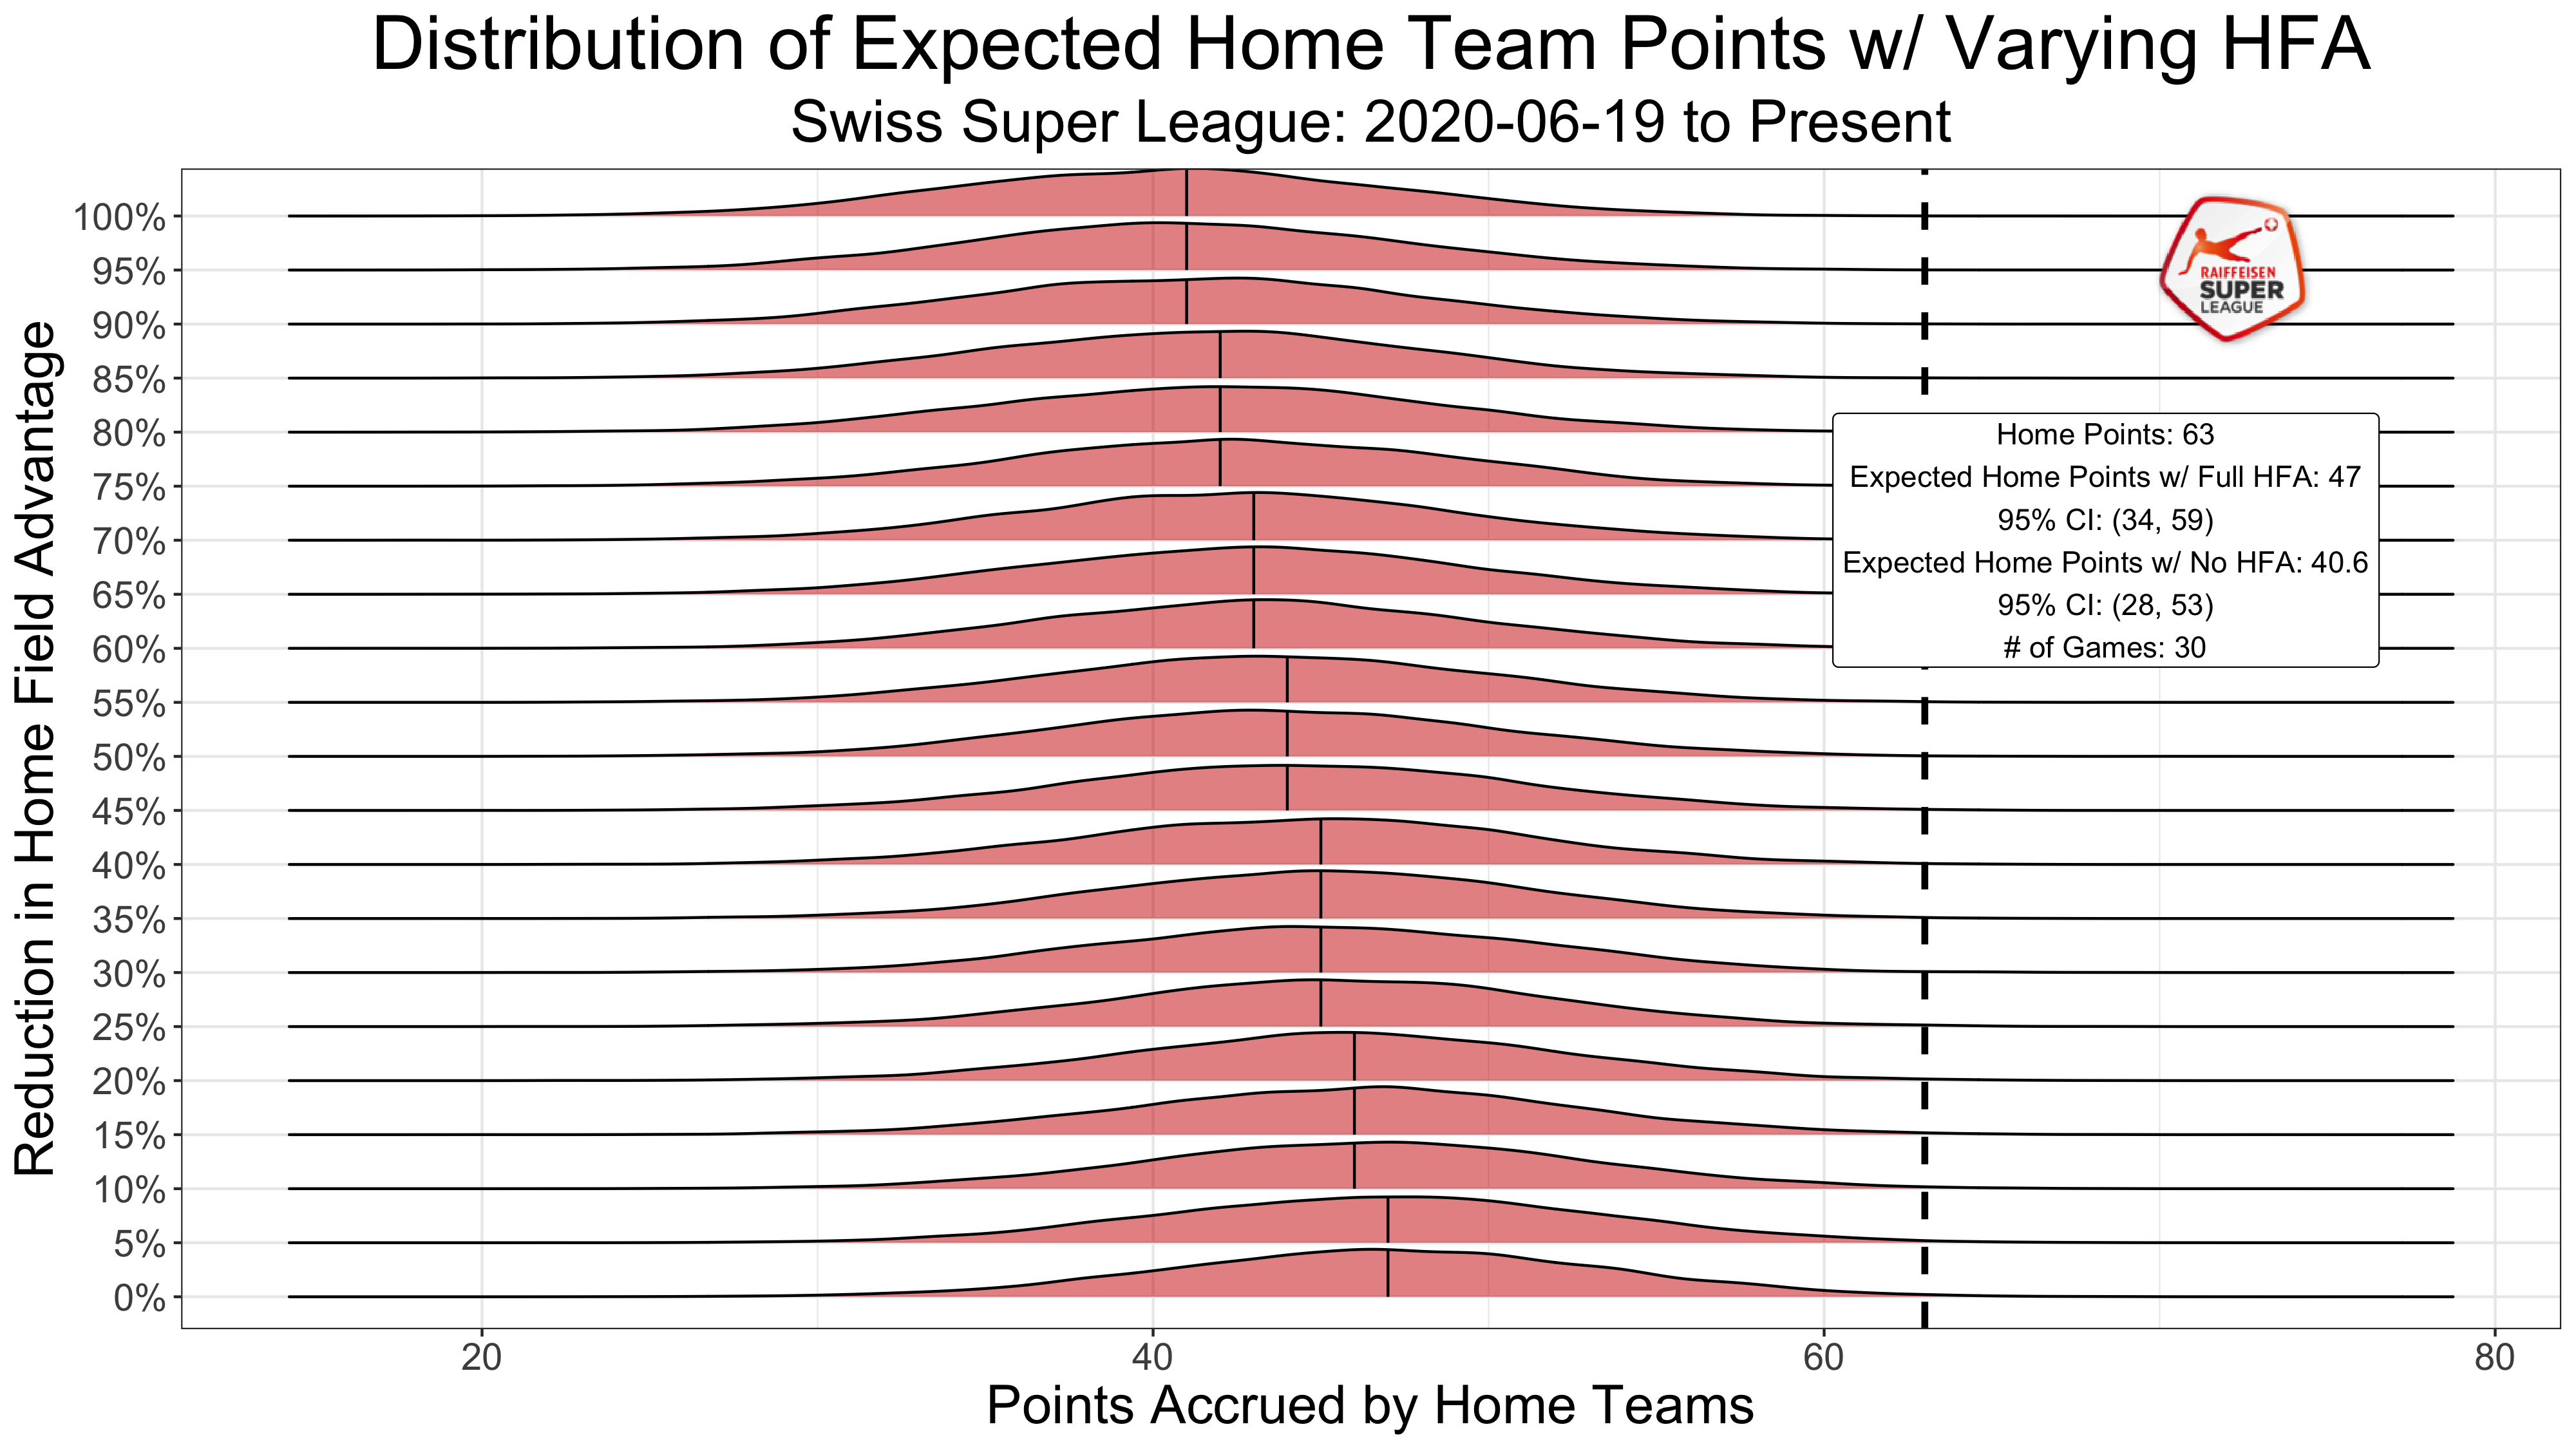 Distribution of Expected Home Team Points w/ Varying HFA
Swiss Super League: 2020-06-19 to Present
Reduction in Home Field Advantage
100%
95%
90%
85%
80%
75%
70%
65%
60%
55%
50%
45%
40%
35%
30%
25%
20%
15%
10%
5%
0%
RAIFFEISEN
SUPER
LEAGUE
Home Points: 63
Expected Home Points w/ Full HFA: 47
95% CI: (34, 59)
Expected Home Points w/ No HFA: 40.6
95% CI: (28, 53)
# of Games: 30
20
40
60
80
Points Accrued by Home Teams